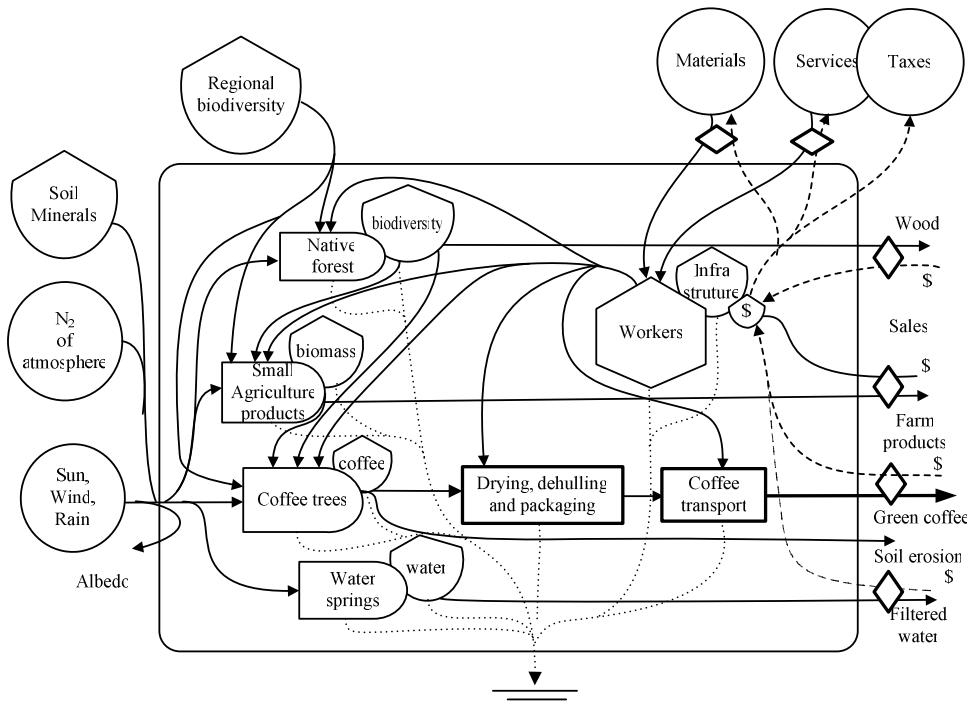 Materials
Services
Taxes
Regional
biodiversity
Soil
Minerals
biodiversity
Native
forest
Wood
$
Infra
struture
$
Workers
N2
of
atmosphere
Sales
biomass
Small
Agriculture
products
$
Farm
products
coffee
$
Sun,
Wind,
Rain
Coffee trees
Drying, dehulling
and packaging
Coffee
transport
Green coffee
Soil erosion
$
Albedo
Water
springs
water
Filtered
water